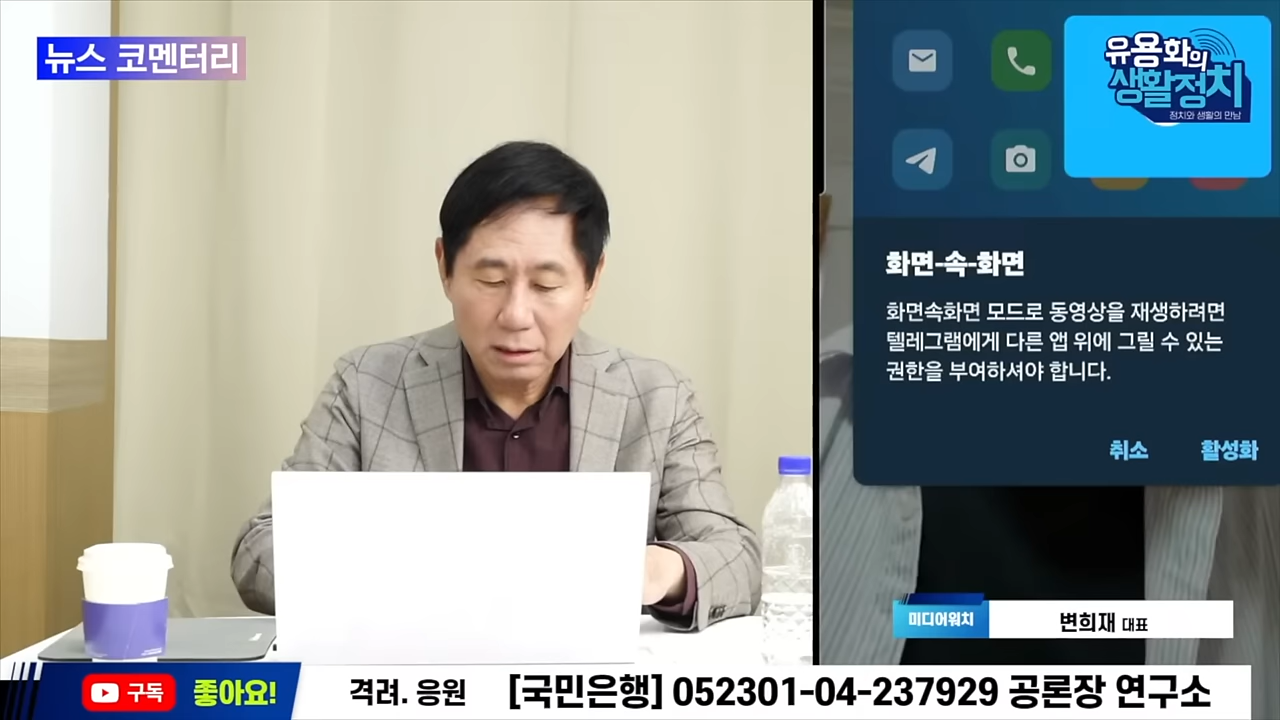 뉴스 코멘터리
유용화의
생활정치
정치와 생활의 만남
화면-속-화면
화면속화면 모드로 동영상을 재생하려면
텔레그램에게 다른 앱 위에 그릴 수 있는
권한을 부여하셔야 합니다.
취소 활성화
미디어워치 변희재 대표
구독 좋아요! 격려. 응원 [국민은행] 052301-04-237929 공론장 연구소